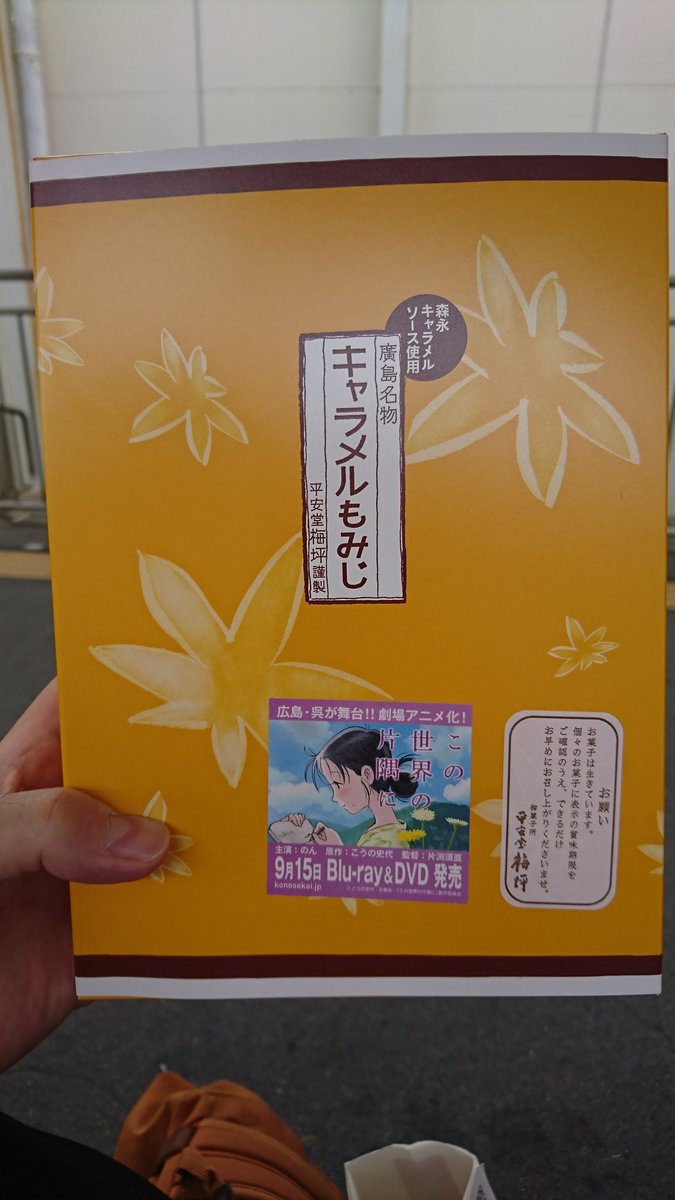 森永
キャラメル
ソース使用
廣島名物
キャラメルもみじ
平安堂梅坪謹製
広島・呉が舞台!! 劇場アニメ化!
この
世界の
片隅に
主演:のん 原作:こうの史代 監督:片渕須直
9月15日 Blu-ray&DVD 発売
konosekai.jp
お願い
お菓子は生きています。
個々のお菓子に表示の賞味期限を
ご確認のうえ、できるだけ
お早めにお召し上がりくださいませ。
御菓子所
平安堂梅坪